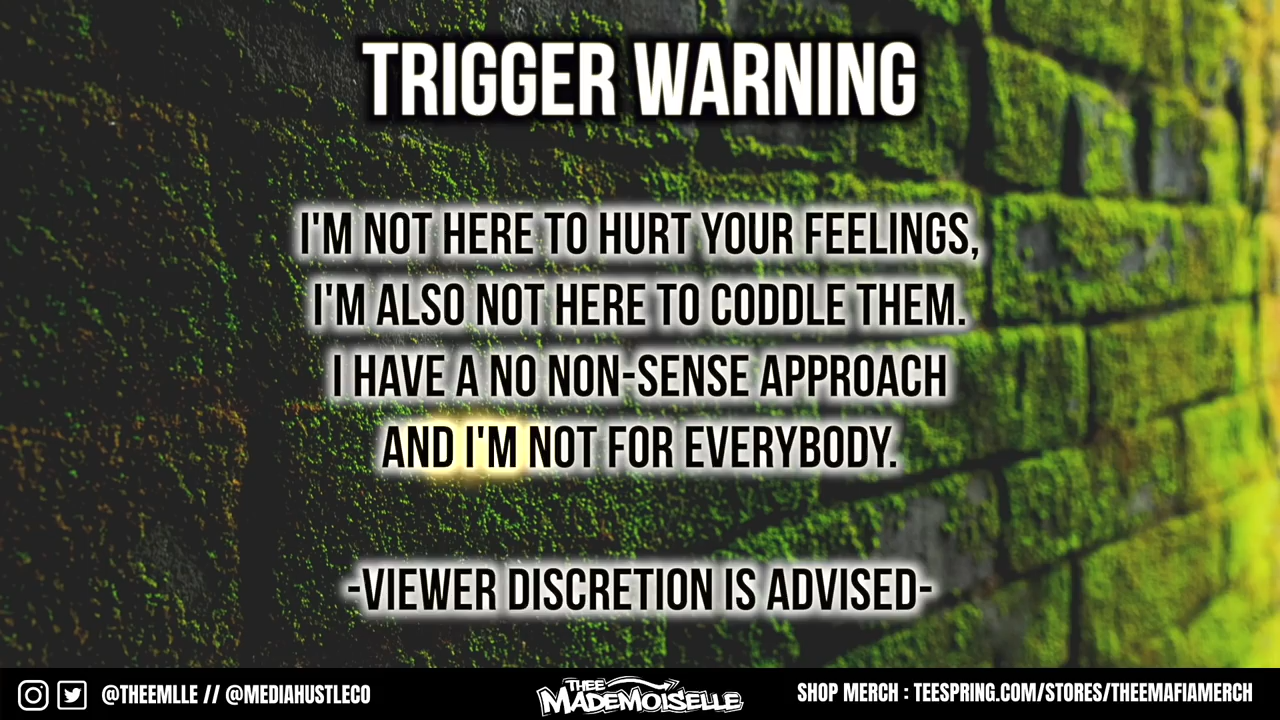 TRIGGER WARNING
I'M NOT HERE TO HURT YOUR FEELINGS,
I'M ALSO NOT HERE TO CODDLE THEM.
I HAVE A NO NON-SENSE APPROACH
AND I'M NOT FOR EVERYBODY.
-VIEWER DISCRETION IS ADVISED-
@THEEMLLE // @MEDIAHUSTLECO
THEE
MADEMOISELLE
SHOP MERCH : TEESPRING.COM/STORES/THEEMAFIAMERCH